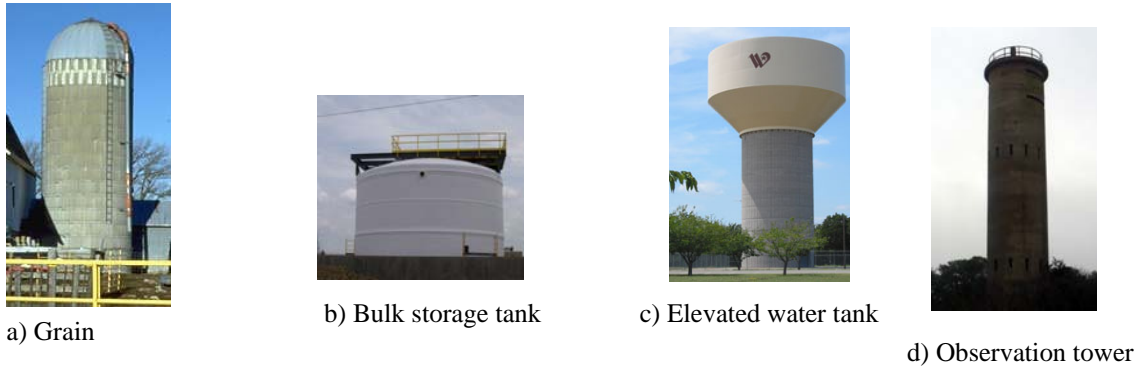 a) Grain
b) Bulk storage tank
c) Elevated water tank
d) Observation tower